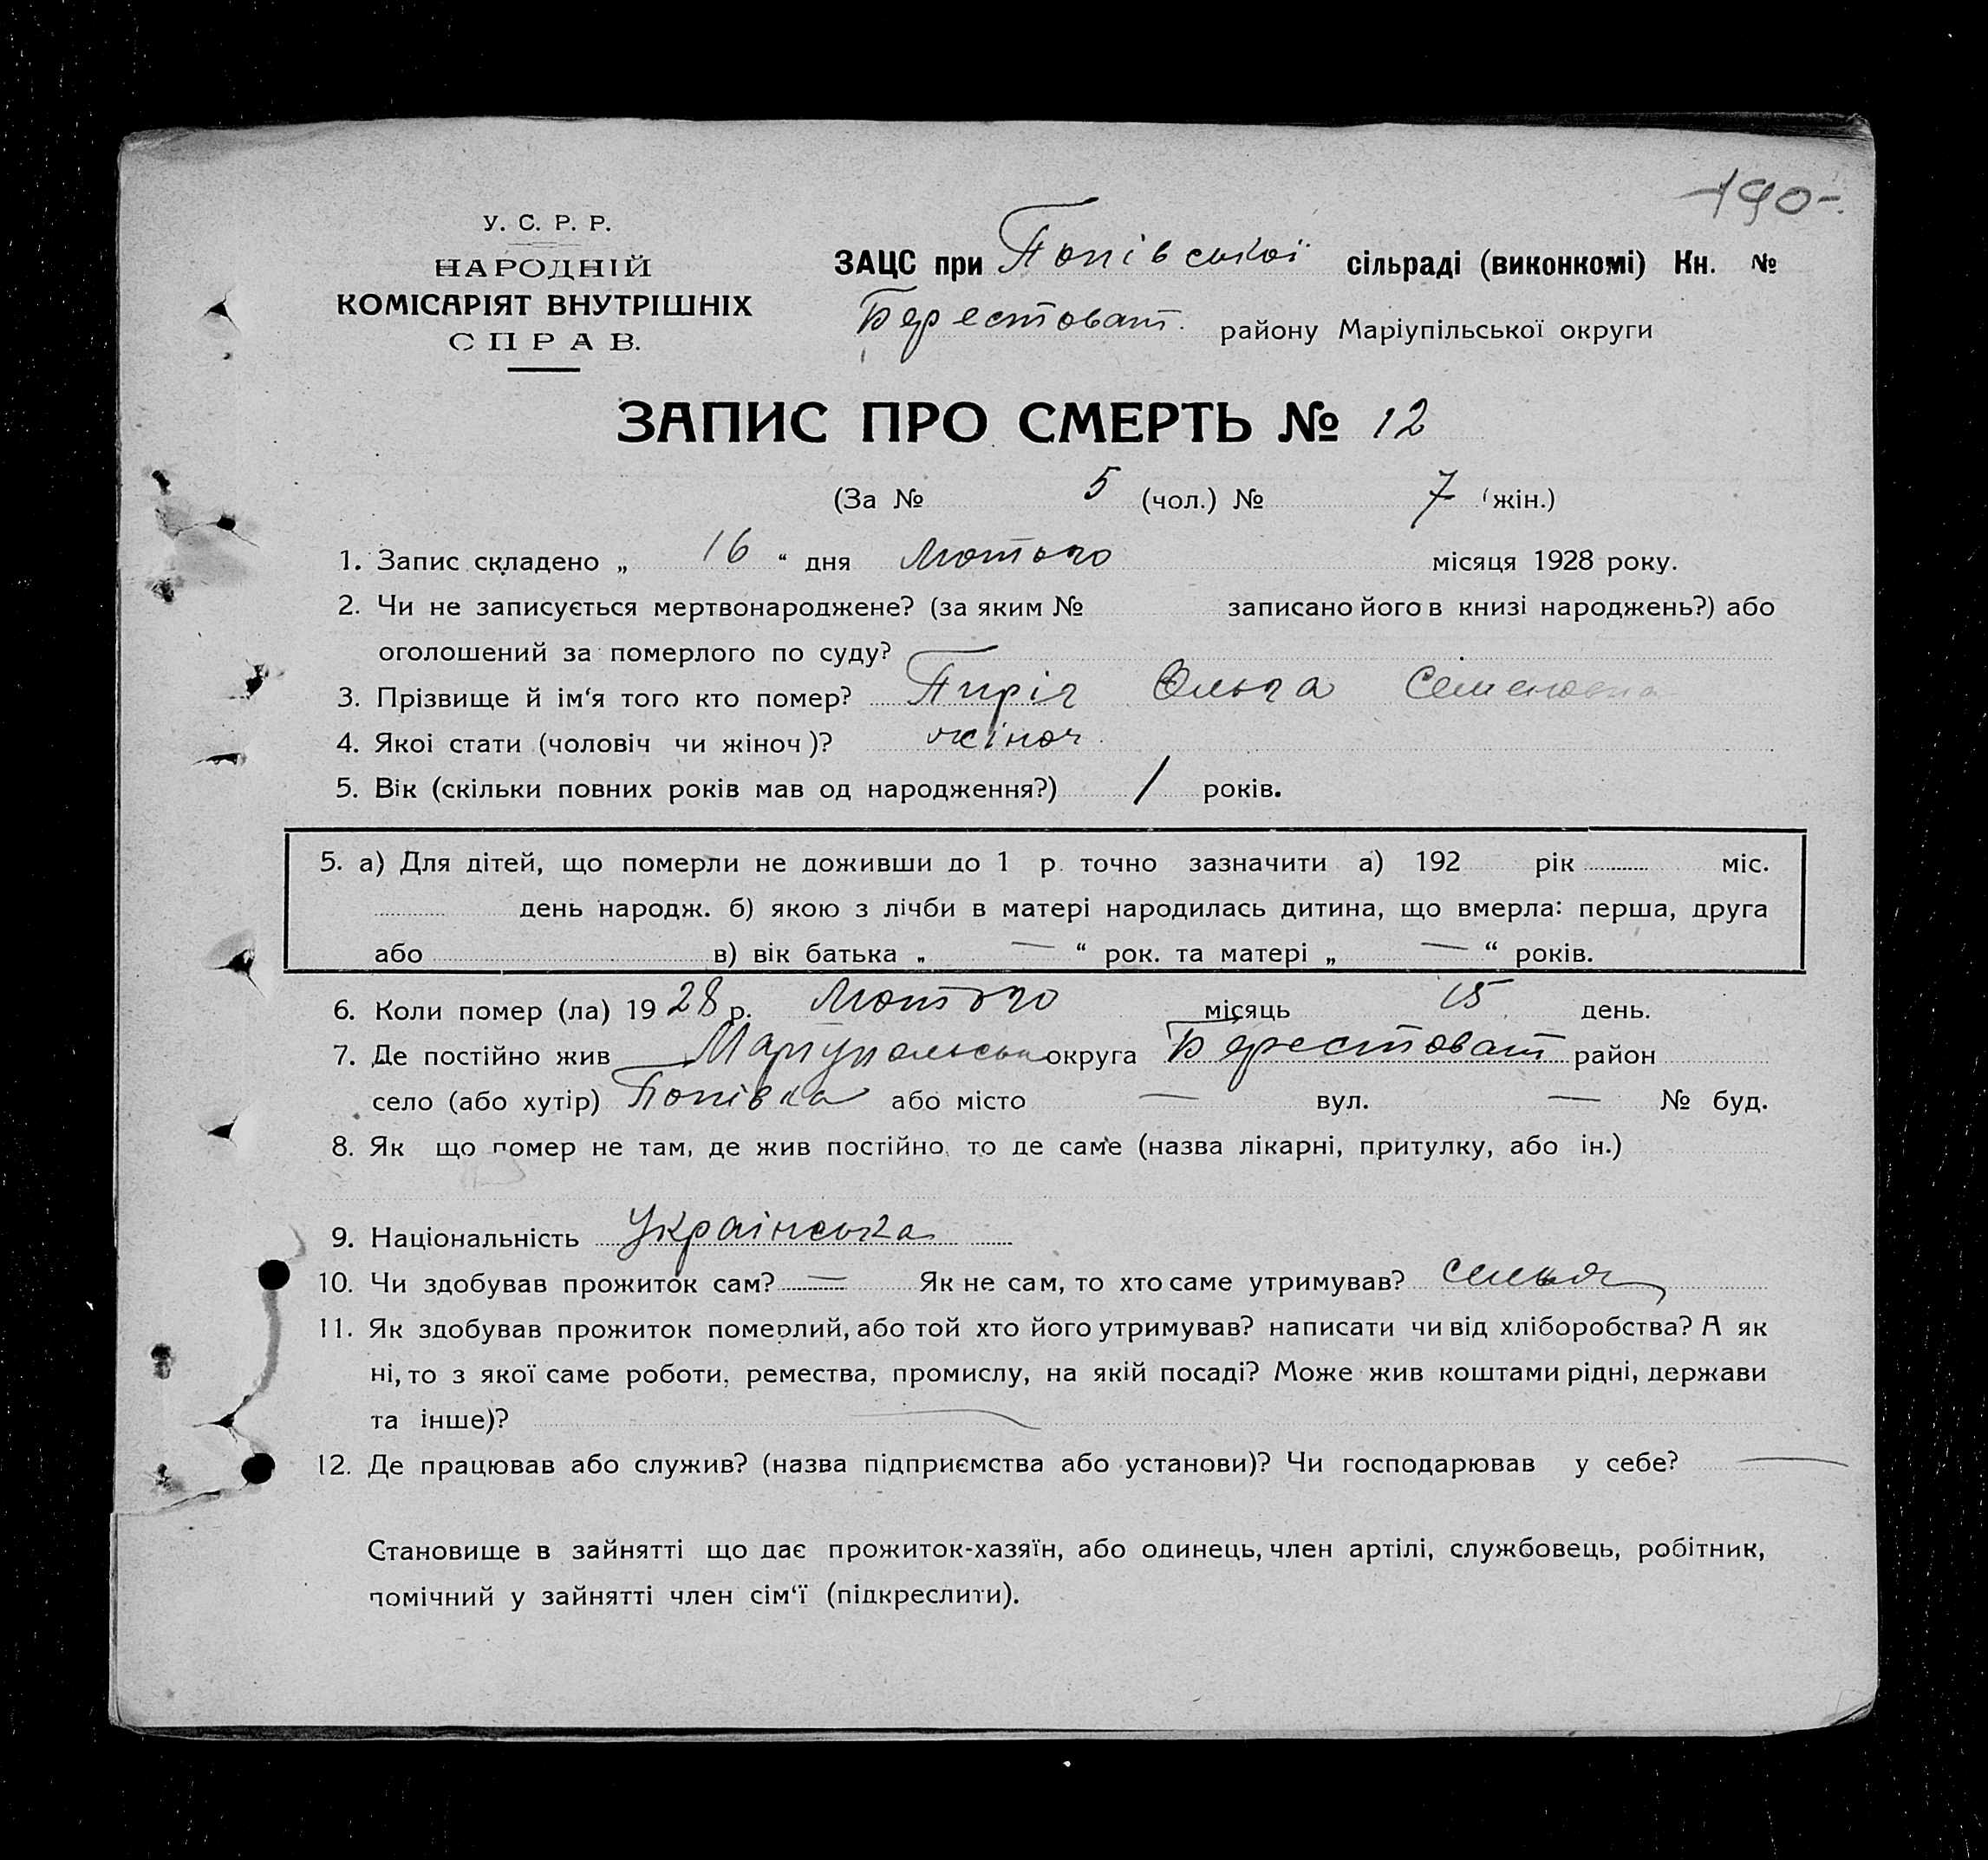 190-
У. С. Р. Р.
НАРОДНІЙ
КОМІСАРІЯТ ВНУТРІШНІХ
СПРАВ.
ЗАЦС при Попівської сільраді (виконкомі) Кн. №
Берестоват. району Маріупільської округи
ЗАПИС ПРО СМЕРТЬ № 12
(За № 5 (чол.) № 7 (жін.)
1. Запис складено „ 16 “ дня Лютого місяця 1928 року.
2. Чи не записується мертвонароджене? (за яким № записано його в книзі народжень?) або
оголошений за померлого по суду?
3. Прізвище й ім‘я того кто помер? Пиріг Ольга Семеновна
4. Якоі стати (чоловіч чи жіноч)? жіноч
5. Вік (скільки повних років мав од народження?) 1 років.
5. а) Для дітей, що померли не доживши до 1 р. точно зазначити а) 192 рік міс.
день народж. б) якою з лічби в матері народилась дитина, що вмерла: перша, друга
або в) вік батька „ — “ рок. та матері „ — “ років.
6. Коли помер (ла) 1928 р. Лютого місяць 15 день.
7. Де постійно жив Маріупольська округа Берестоват район
село (або хутір) Попівка або місто — вул. — № буд.
8. Як що помер не там, де жив постійно, то де саме (назва лікарні, притулку, або ін.)
9. Національність Українська
10. Чи здобував прожиток сам? — Як не сам, то хто саме утримував? семья
11. Як здобував прожиток померлий, або той хто його утримував? написати чи від хліборобства? А як
ні, то з якої саме роботи, ремества, промислу, на якій посаді? Може жив коштами рідні, держави
та інше)? —
12. Де працював або служив? (назва підприємства або установи)? Чи господарював у себе? —
Становище в зайнятті що дає прожиток-хазяїн, або одинець, член артілі, службовець, робітник,
помічний у зайнятті член сім‘ї (підкреслити).